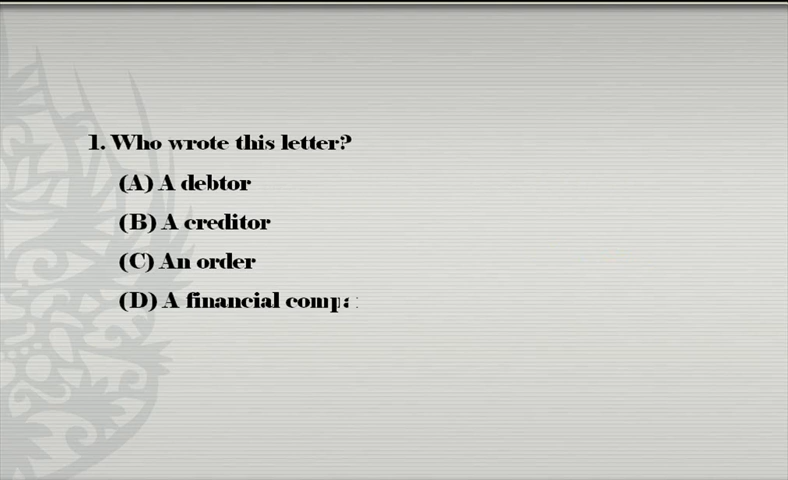 1. Who wrote this letter?
(A) A debtor
(B) A creditor
(C) An order
(D) A financial